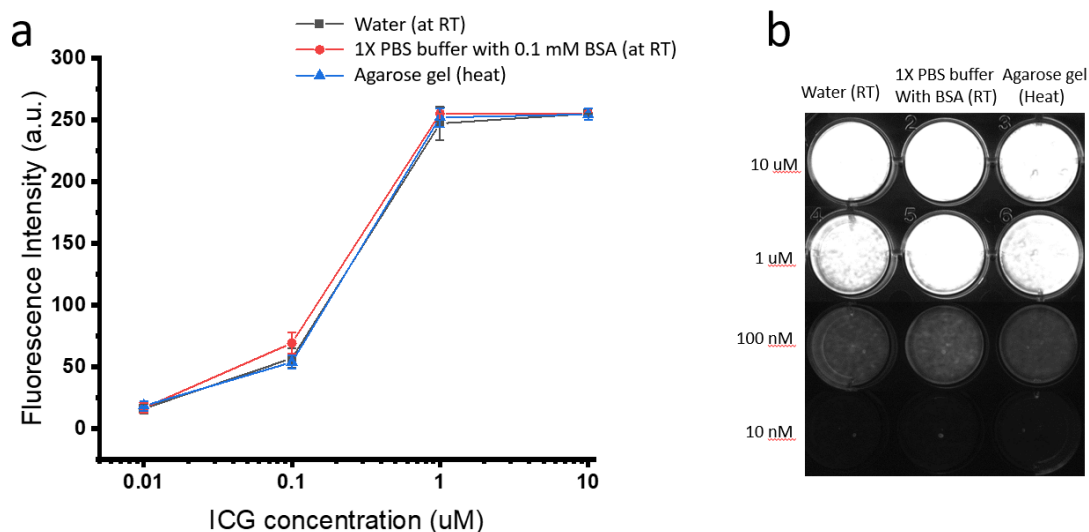 a
Water (at RT)
1X PBS buffer with 0.1 mM BSA (at RT)
Agarose gel (heat)
300
250
200
150
100
50
0
Fluorescence Intensity (a.u.)
0.01
0.1
1
10
ICG concentration (uM)
b
Water (RT)
1X PBS buffer
With BSA (RT)
Agarose gel
(Heat)
10 uM
1 uM
100 nM
10 nM
2
3
4
5
6